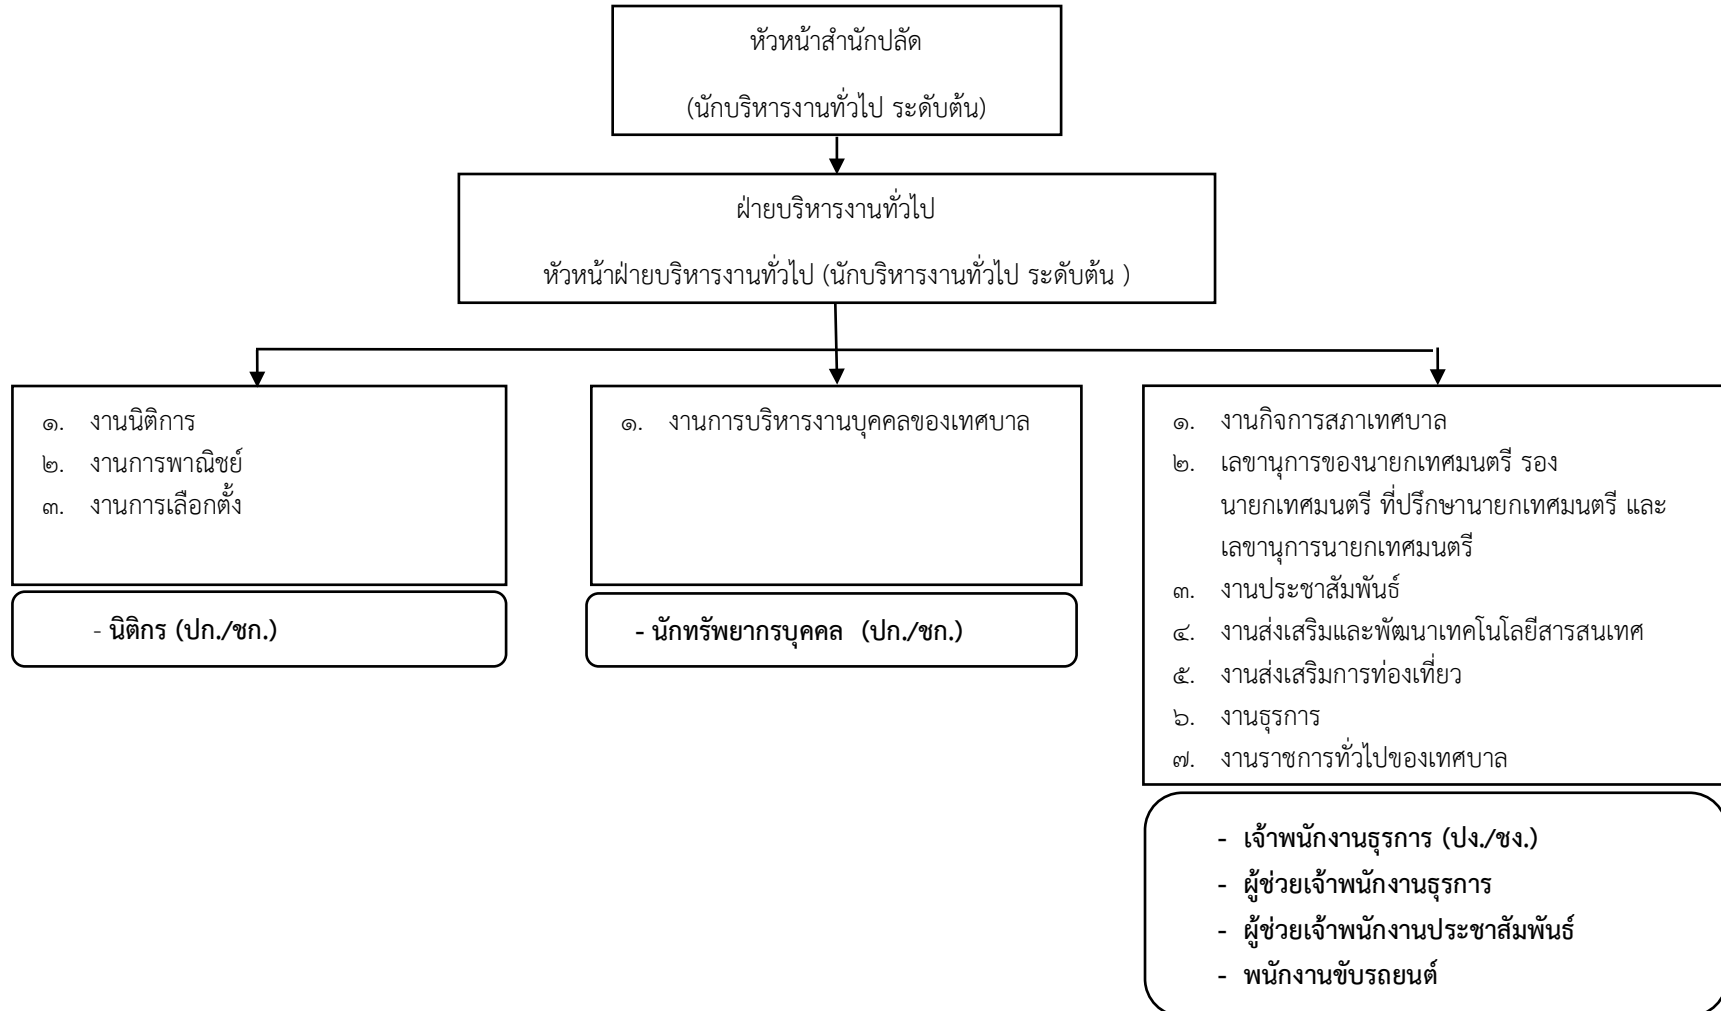 หัวหน้าสำนักปลัด
(นักบริหารงานทั่วไป ระดับต้น)
ฝ่ายบริหารงานทั่วไป
หัวหน้าฝ่ายบริหารงานทั่วไป (นักบริหารงานทั่วไป ระดับต้น )
๑. งานนิติการ
๒. งานการพาณิชย์
๓. งานการเลือกตั้ง
- นิติกร (ปก./ชก.)
๑. งานการบริหารงานบุคคลของเทศบาล
- นักทรัพยากรบุคคล (ปก./ชก.)
๑. งานกิจการสภาเทศบาล
๒. เลขานุการของนายกเทศมนตรี รอง
นายกเทศมนตรี ที่ปรึกษานายกเทศมนตรี และ
เลขานุการนายกเทศมนตรี
๓. งานประชาสัมพันธ์
๔. งานส่งเสริมและพัฒนาเทคโนโลยีสารสนเทศ
๕. งานส่งเสริมการท่องเที่ยว
๖. งานธุรการ
๗. งานราชการทั่วไปของเทศบาล
- เจ้าพนักงานธุรการ (ปง./ชง.)
- ผู้ช่วยเจ้าพนักงานธุรการ
- ผู้ช่วยเจ้าพนักงานประชาสัมพันธ์
- พนักงานขับรถยนต์